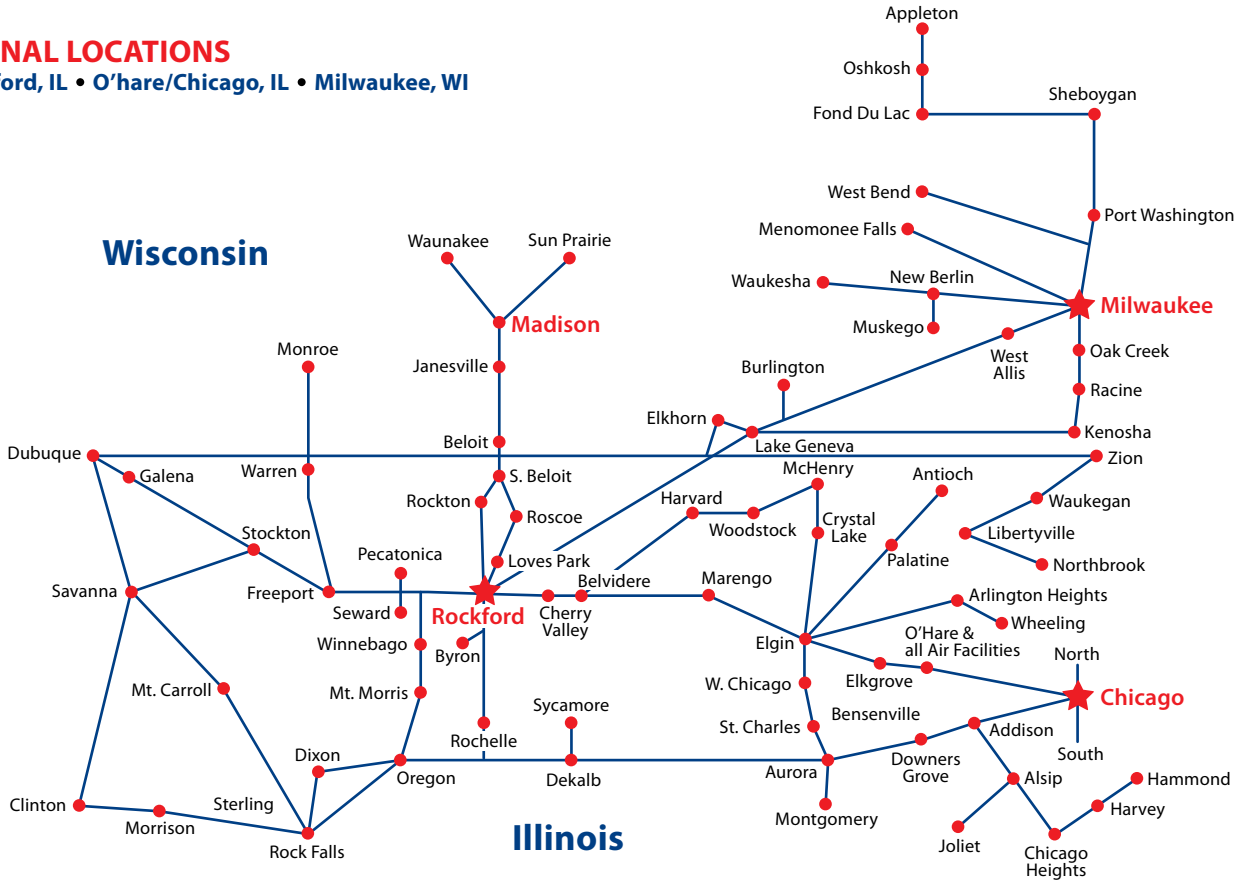 NAL LOCATIONS
ford, IL • O'hare/Chicago, IL • Milwaukee, WI
Appleton
Oshkosh
Fond Du Lac
Sheboygan
West Bend
Port Washington
Menomonee Falls
Wisconsin
Waunakee
Sun Prairie
Waukesha
New Berlin
Milwaukee
Muskego
Madison
West
Allis
Oak Creek
Monroe
Janesville
Burlington
Racine
Elkhorn
Kenosha
Beloit
Lake Geneva
Dubuque
Zion
Galena
Warren
S. Beloit
McHenry
Antioch
Rockton
Harvard
Waukegan
Roscoe
Woodstock
Crystal
Lake
Stockton
Libertyville
Pecatonica
Loves Park
Palatine
Northbrook
Savanna
Freeport
Belvidere
Marengo
Seward
Rockford
Cherry
Valley
Arlington Heights
Wheeling
Winnebago
Byron
Elgin
O'Hare &
all Air Facilities
North
Elkgrove
Mt. Carroll
Mt. Morris
W. Chicago
Chicago
Sycamore
St. Charles
Bensenville
Addison
Rochelle
South
Dixon
Oregon
Dekalb
Aurora
Downers
Grove
Alsip
Hammond
Clinton
Sterling
Morrison
Montgomery
Harvey
Illinois
Rock Falls
Joliet
Chicago
Heights